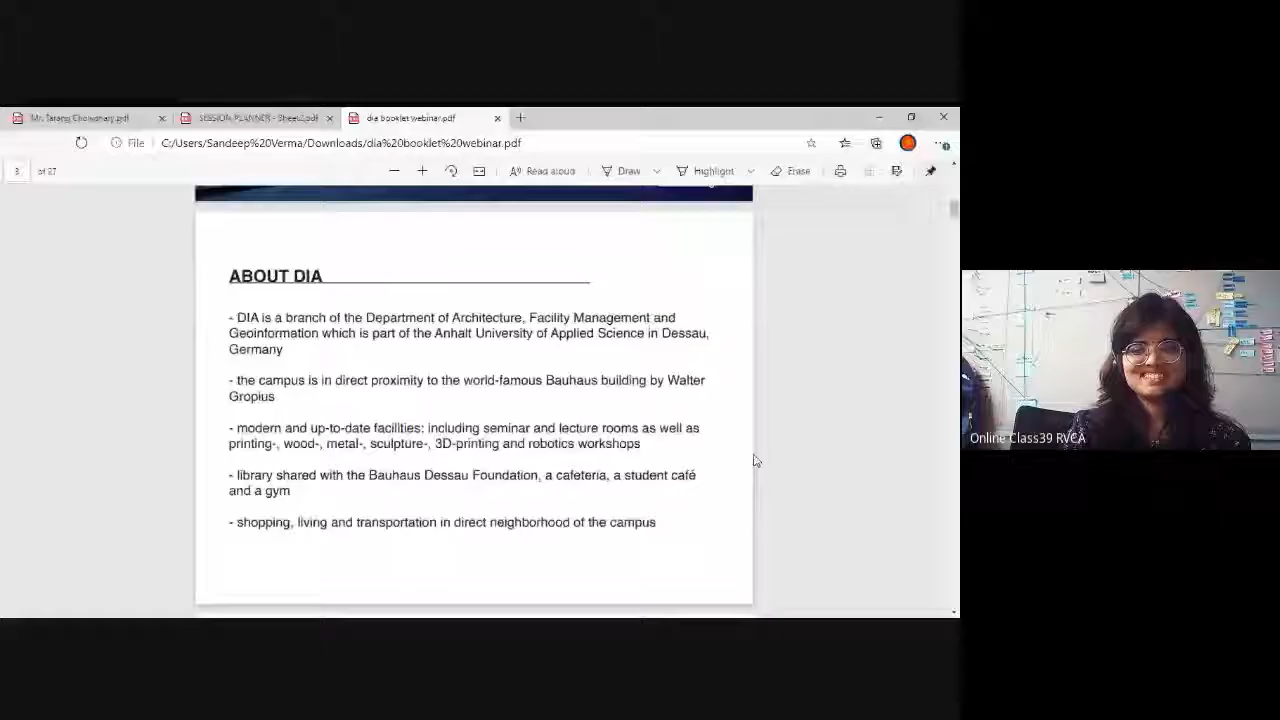 Mr. Tarang Chowdhary.pdf
SESSION PLANNER - Sheet2.pdf
dia booklet webinar.pdf
File
C:/Users/Sandeep%20Verma/Downloads/dia%20booklet%20webinar.pdf
3 of 27
Read aloud
Draw
Highlight
Erase
ABOUT DIA
- DIA is a branch of the Department of Architecture, Facility Management and
Geoinformation which is part of the Anhalt University of Applied Science in Dessau,
Germany
- the campus is in direct proximity to the world-famous Bauhaus building by Walter
Gropius
- modern and up-to-date facilities: including seminar and lecture rooms as well as
printing-, wood-, metal-, sculpture-, 3D-printing and robotics workshops
- library shared with the Bauhaus Dessau Foundation, a cafeteria, a student café
and a gym
- shopping, living and transportation in direct neighborhood of the campus
Online Class39 RVCA